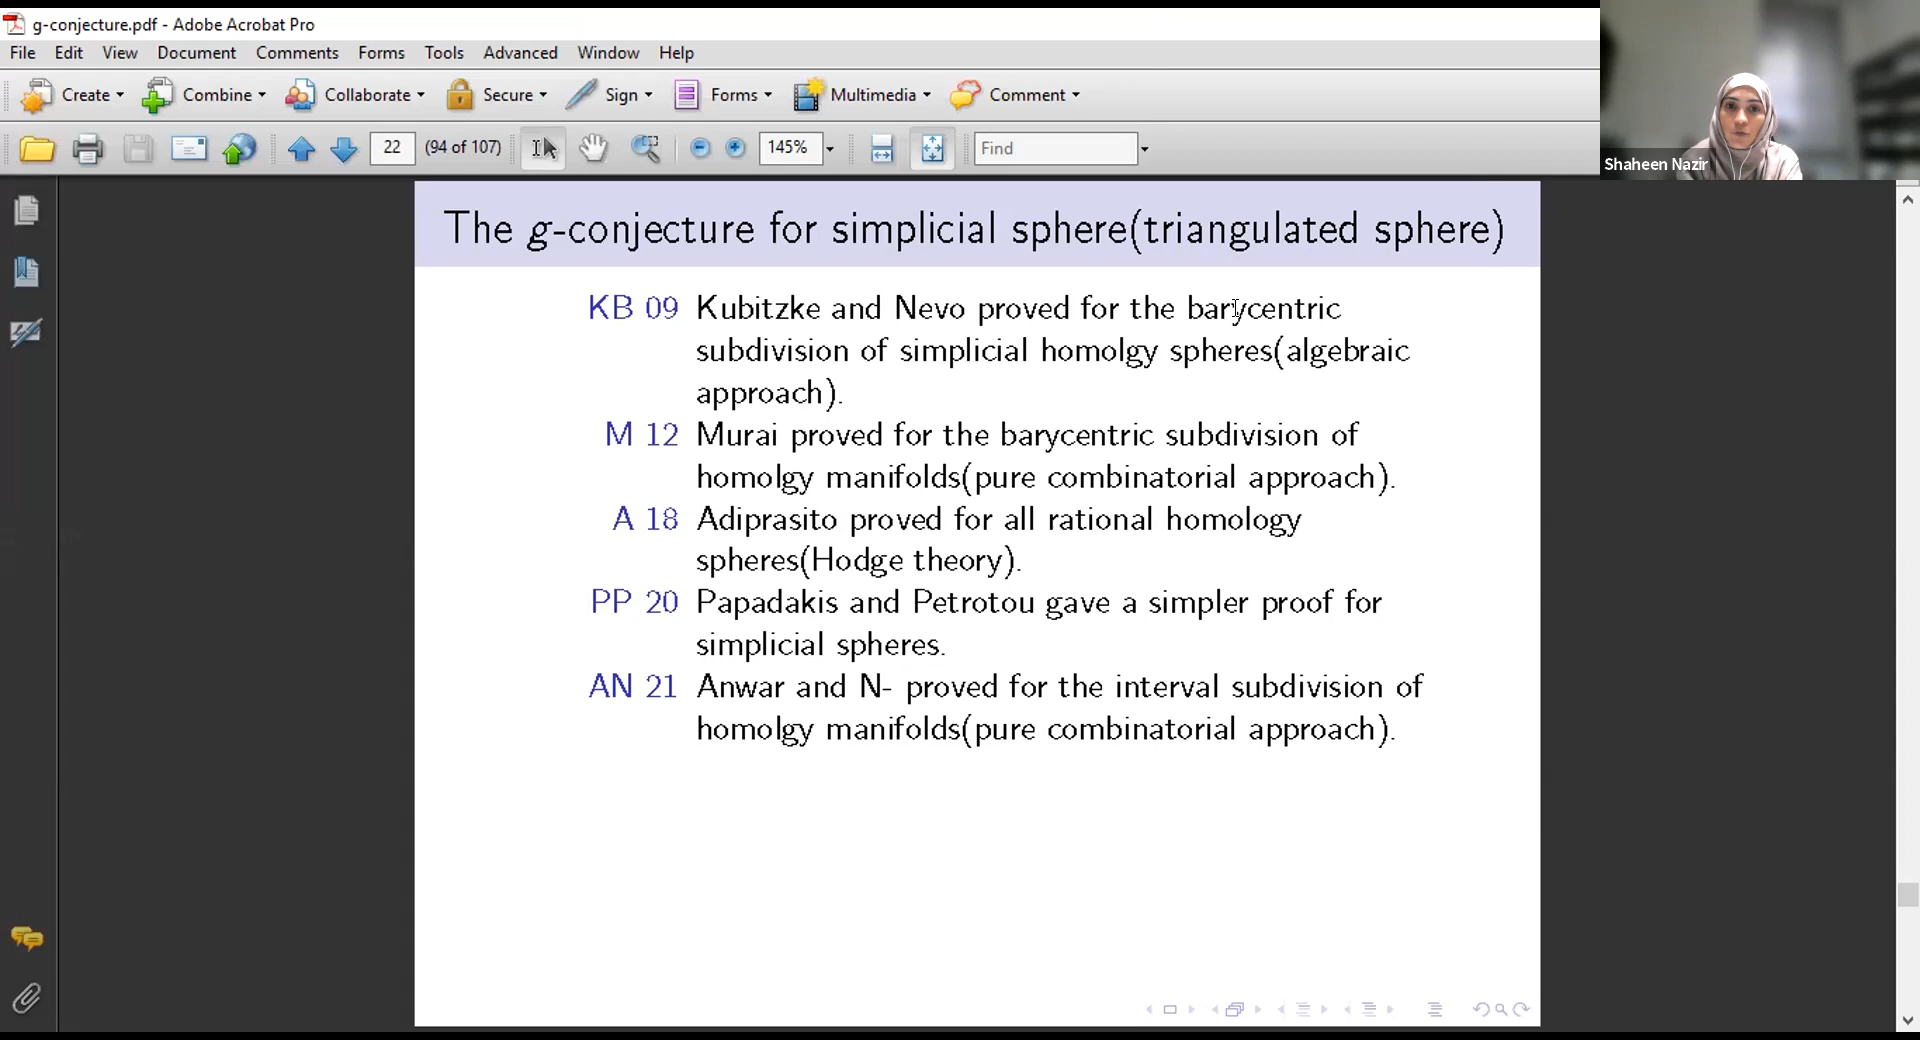 g-conjecture.pdf - Adobe Acrobat Pro
File Edit View Document Comments Forms Tools Advanced Window Help
Create Combine Collaborate Secure Sign Forms Multimedia Comment
22 (94 of 107) 145% Find
Shaheen Nazir
The g-conjecture for simplicial sphere(triangulated sphere)
KB 09 Kubitzke and Nevo proved for the barycentric
subdivision of simplicial homolgy spheres(algebraic
approach).
M 12 Murai proved for the barycentric subdivision of
homolgy manifolds(pure combinatorial approach).
A 18 Adiprasito proved for all rational homology
spheres(Hodge theory).
PP 20 Papadakis and Petrotou gave a simpler proof for
simplicial spheres.
AN 21 Anwar and N- proved for the interval subdivision of
homolgy manifolds(pure combinatorial approach).